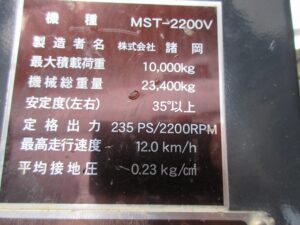 機種 MST-2200V
製造者名 株式会社 諸岡
最大積載荷重 10,000kg
機械総重量 23,400kg
安定度(左右) 35°以上
定格出力 235 PS/2200RPM
最高走行速度 12.0 km/h
平均接地圧 0.23 kg/c㎡